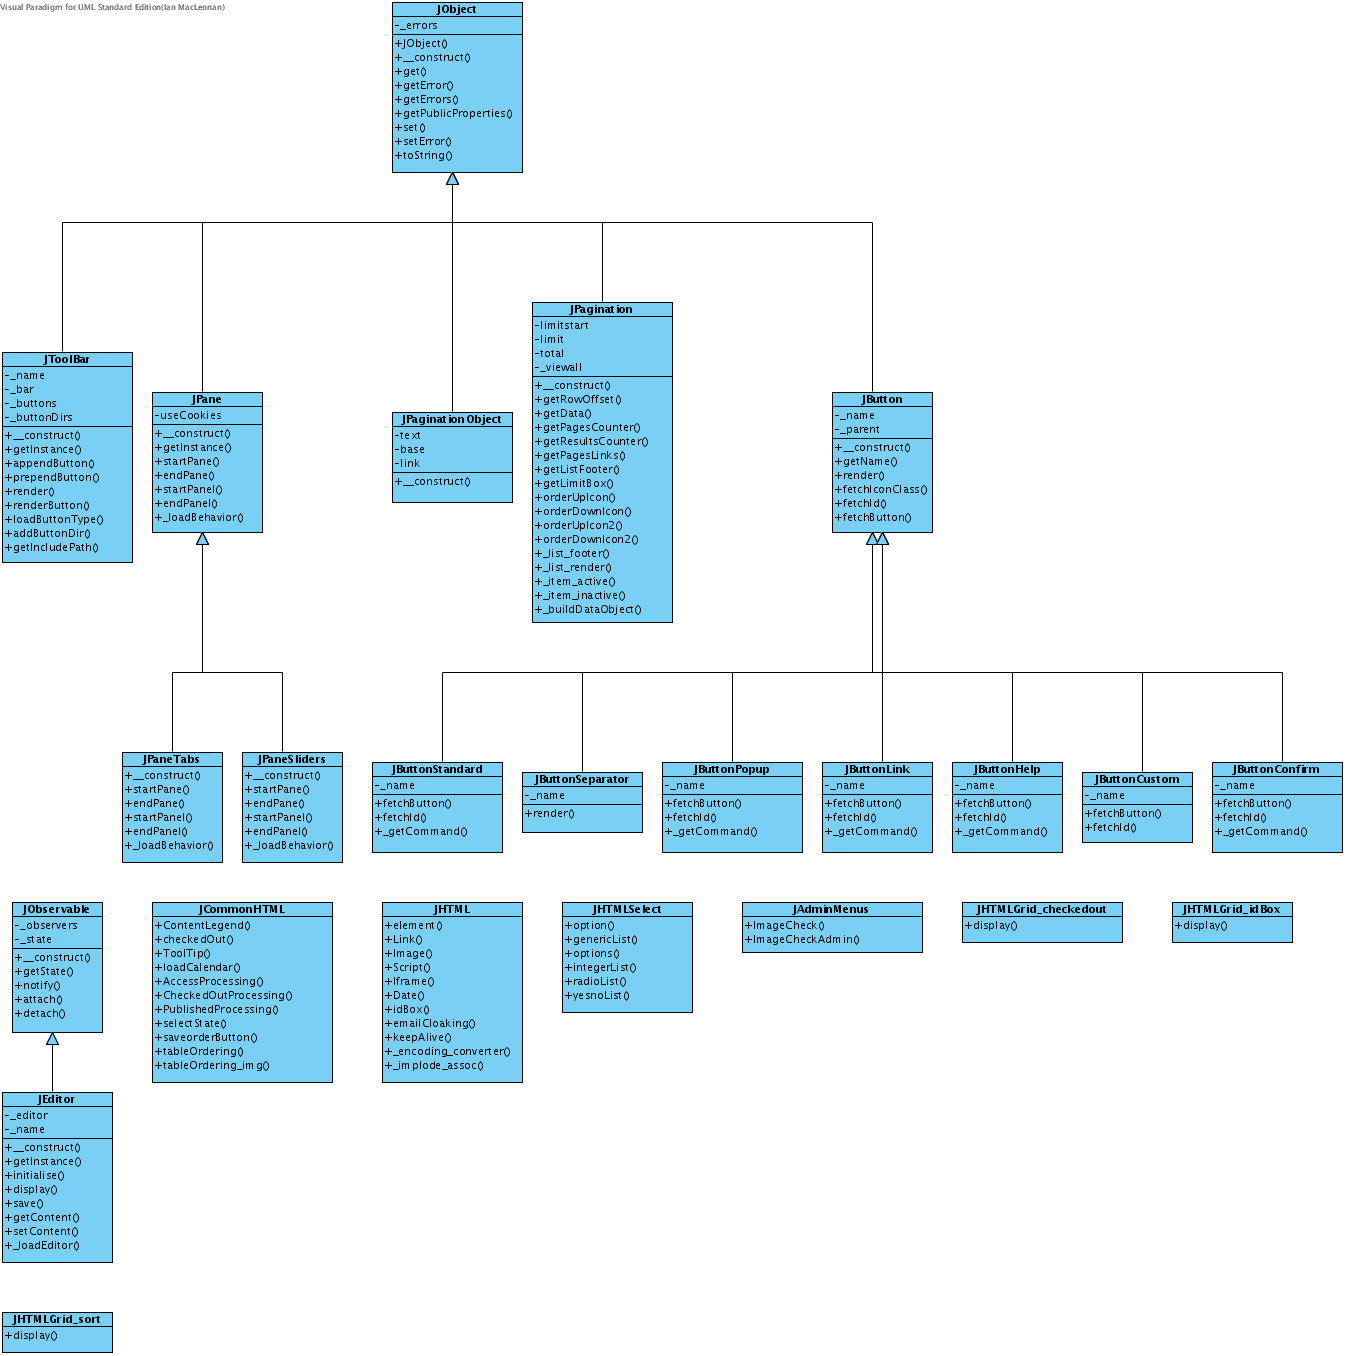 Visual Paradigm for UML Standard Edition(Ian MacLennan)
JObject
-_errors
+JObject()
+__construct()
+get()
+getError()
+getErrors()
+getPublicProperties()
+set()
+setError()
+toString()
JToolBar
-_name
-_bar
-_buttons
-_buttonDirs
+__construct()
+getInstance()
+appendButton()
+prependButton()
+render()
+renderButton()
+loadButtonType()
+addButtonDir()
+getIncludePath()
JPane
-useCookies
+__construct()
+getInstance()
+startPane()
+endPane()
+startPanel()
+endPanel()
+_loadBehavior()
JPaginationObject
-text
-base
-link
+__construct()
JPagination
-limitstart
-limit
-total
-_viewall
+__construct()
+getRowOffset()
+getData()
+getPagesCounter()
+getResultsCounter()
+getPagesLinks()
+getListFooter()
+getLimitBox()
+orderUpIcon()
+orderDownIcon()
+orderUpIcon2()
+orderDownIcon2()
+_list_footer()
+_list_render()
+_item_active()
+_item_inactive()
+_buildDataObject()
JButton
-_name
-_parent
+__construct()
+getName()
+render()
+fetchIconClass()
+fetchId()
+fetchButton()
JPaneTabs
+__construct()
+startPane()
+endPane()
+startPanel()
+endPanel()
+_loadBehavior()
JPaneSliders
+__construct()
+startPane()
+endPane()
+startPanel()
+endPanel()
+_loadBehavior()
JButtonStandard
-_name
+fetchButton()
+fetchId()
+_getCommand()
JButtonSeparator
-_name
+render()
JButtonPopup
-_name
+fetchButton()
+fetchId()
+_getCommand()
JButtonLink
-_name
+fetchButton()
+fetchId()
+_getCommand()
JButtonHelp
-_name
+fetchButton()
+fetchId()
+_getCommand()
JButtonCustom
-_name
+fetchButton()
+fetchId()
JButtonConfirm
-_name
+fetchButton()
+fetchId()
+_getCommand()
JObservable
-_observers
-_state
+__construct()
+getState()
+notify()
+attach()
+detach()
JCommonHTML
+ContentLegend()
+checkedOut()
+ToolTip()
+loadCalendar()
+AccessProcessing()
+CheckedOutProcessing()
+PublishedProcessing()
+selectState()
+saveorderButton()
+tableOrdering()
+tableOrdering_img()
JHTML
+element()
+Link()
+Image()
+Script()
+Iframe()
+Date()
+idBox()
+emailCloaking()
+keepAlive()
+_encoding_converter()
+_implode_assoc()
JHTMLSelect
+option()
+genericList()
+options()
+integerList()
+radioList()
+yesnoList()
JAdminMenus
+ImageCheck()
+ImageCheckAdmin()
JHTMLGrid_checkedout
+display()
JHTMLGrid_idBox
+display()
JEditor
-_editor
-_name
+__construct()
+getInstance()
+initialise()
+display()
+save()
+getContent()
+setContent()
+_loadEditor()
JHTMLGrid_sort
+display()